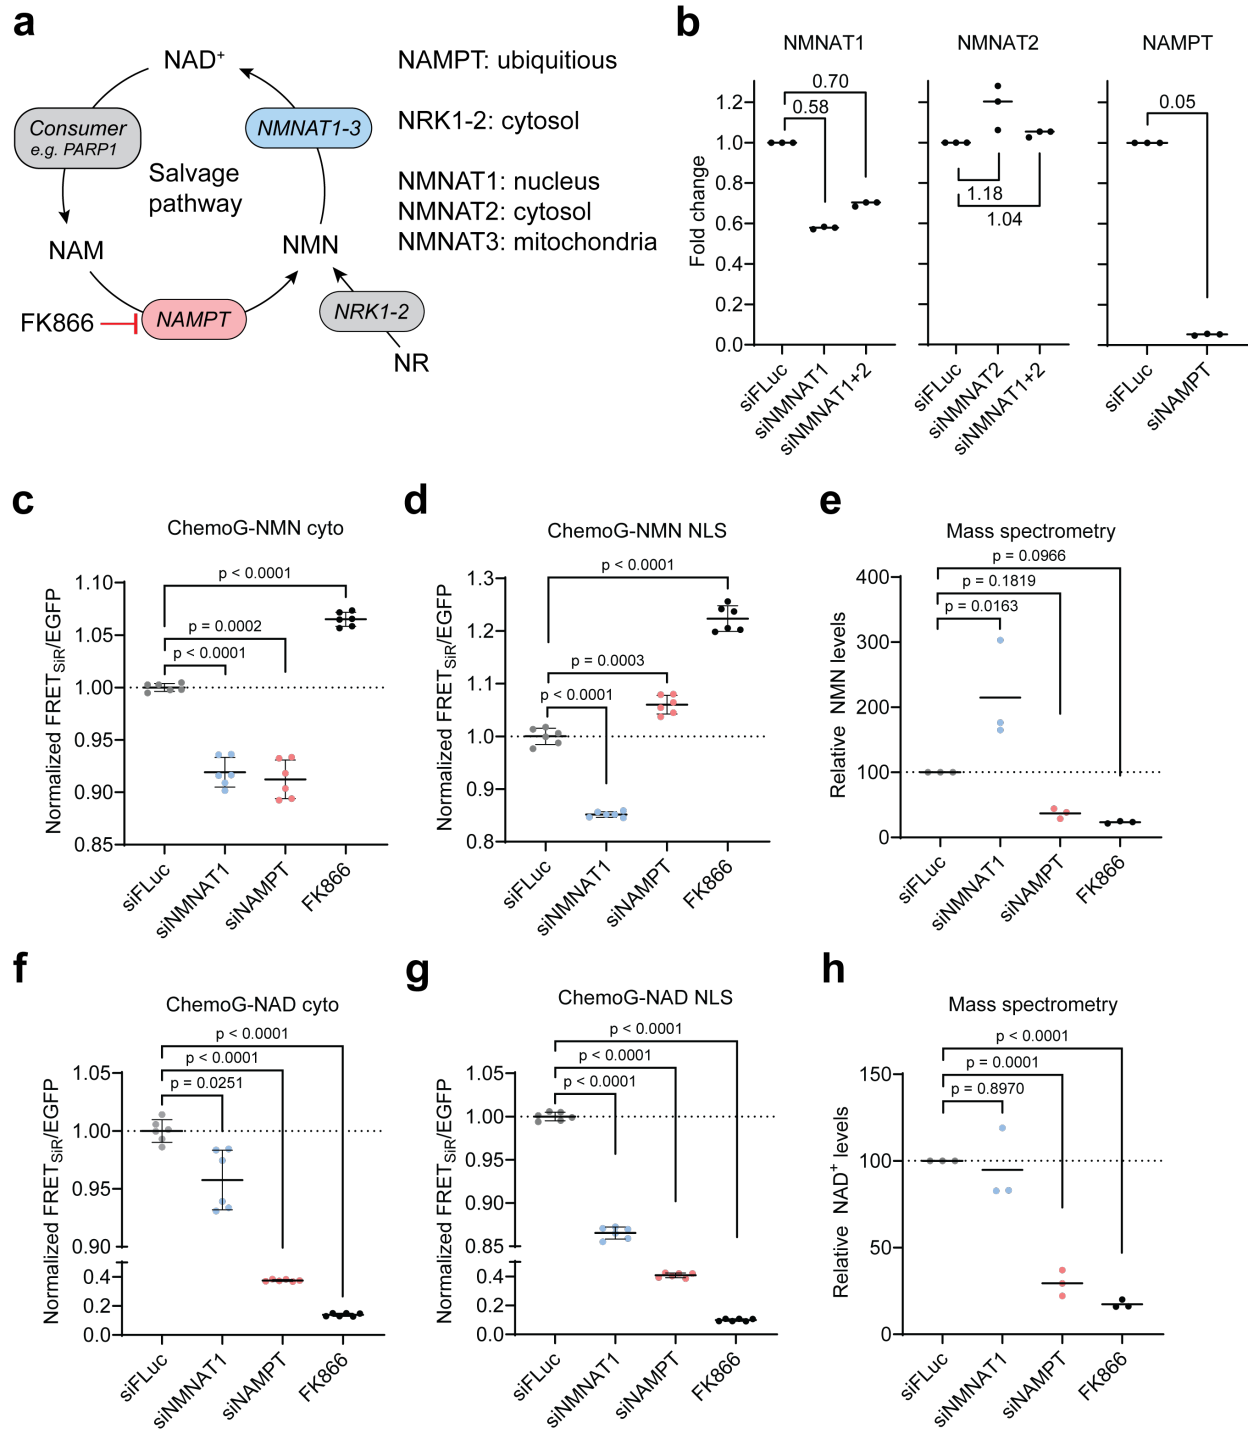 a
NAD+
Consumer
e.g. PARP1
NMNAT1-3
Salvage
pathway
NAM
NMN
FK866
NAMPT
NRK1-2
NR
NAMPT: ubiquitious
NRK1-2: cytosol
NMNAT1: nucleus
NMNAT2: cytosol
NMNAT3: mitochondria
b
NMNAT1
Fold change
1.2
1.0
0.8
0.6
0.4
0.2
0.0
0.70
0.58
siFLuc
siNMNAT1
siNMNAT1+2
NMNAT2
1.18
1.04
siFLuc
siNMNAT2
siNMNAT1+2
NAMPT
0.05
siFLuc
siNAMPT
c
ChemoG-NMN cyto
Normalized FRETSiR/EGFP
1.10
1.05
1.00
0.95
0.90
0.85
p < 0.0001
p = 0.0002
p < 0.0001
siFLuc
siNMNAT1
siNAMPT
FK866
d
ChemoG-NMN NLS
Normalized FRETSiR/EGFP
1.3
1.2
1.1
1.0
0.9
0.8
p < 0.0001
p = 0.0003
p < 0.0001
siFLuc
siNMNAT1
siNAMPT
FK866
e
Mass spectrometry
Relative NMN levels
400
300
200
100
0
p = 0.0966
p = 0.1819
p = 0.0163
siFLuc
siNMNAT1
siNAMPT
FK866
f
ChemoG-NAD cyto
Normalized FRETSiR/EGFP
1.05
1.00
0.95
0.90
0.4
0.2
0.0
p < 0.0001
p < 0.0001
p = 0.0251
siFLuc
siNMNAT1
siNAMPT
FK866
g
ChemoG-NAD NLS
Normalized FRETSiR/EGFP
1.05
1.00
0.95
0.90
0.85
0.4
0.2
0.0
p < 0.0001
p < 0.0001
p < 0.0001
siFLuc
siNMNAT1
siNAMPT
FK866
h
Mass spectrometry
Relative NAD+ levels
150
100
50
0
p < 0.0001
p = 0.0001
p = 0.8970
siFLuc
siNMNAT1
siNAMPT
FK866